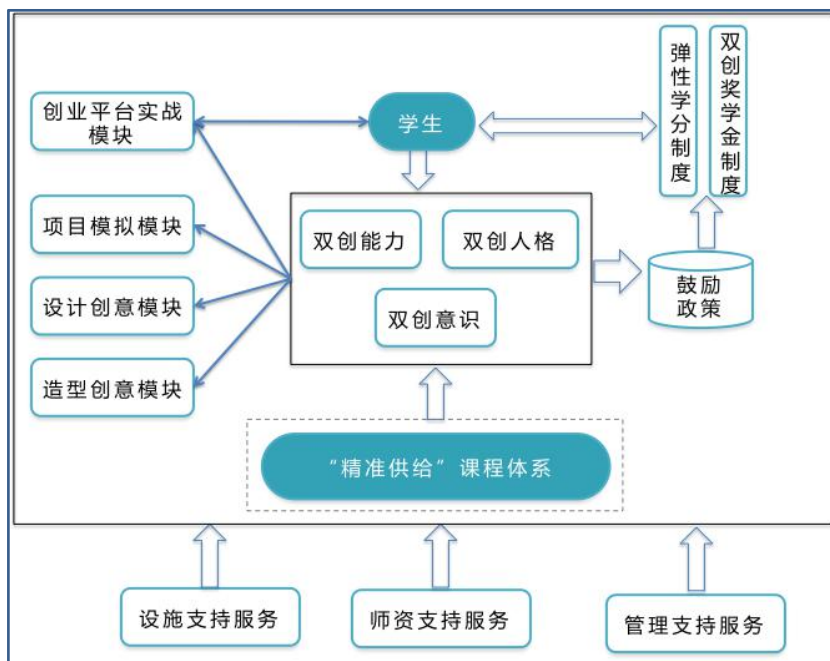 创业平台实战
模块
学生
弹性学分制度
双创奖学金制度
项目模拟模块
设计创意模块
造型创意模块
双创能力
双创人格
双创意识
鼓励
政策
“精准供给”课程体系
设施支持服务
师资支持服务
管理支持服务